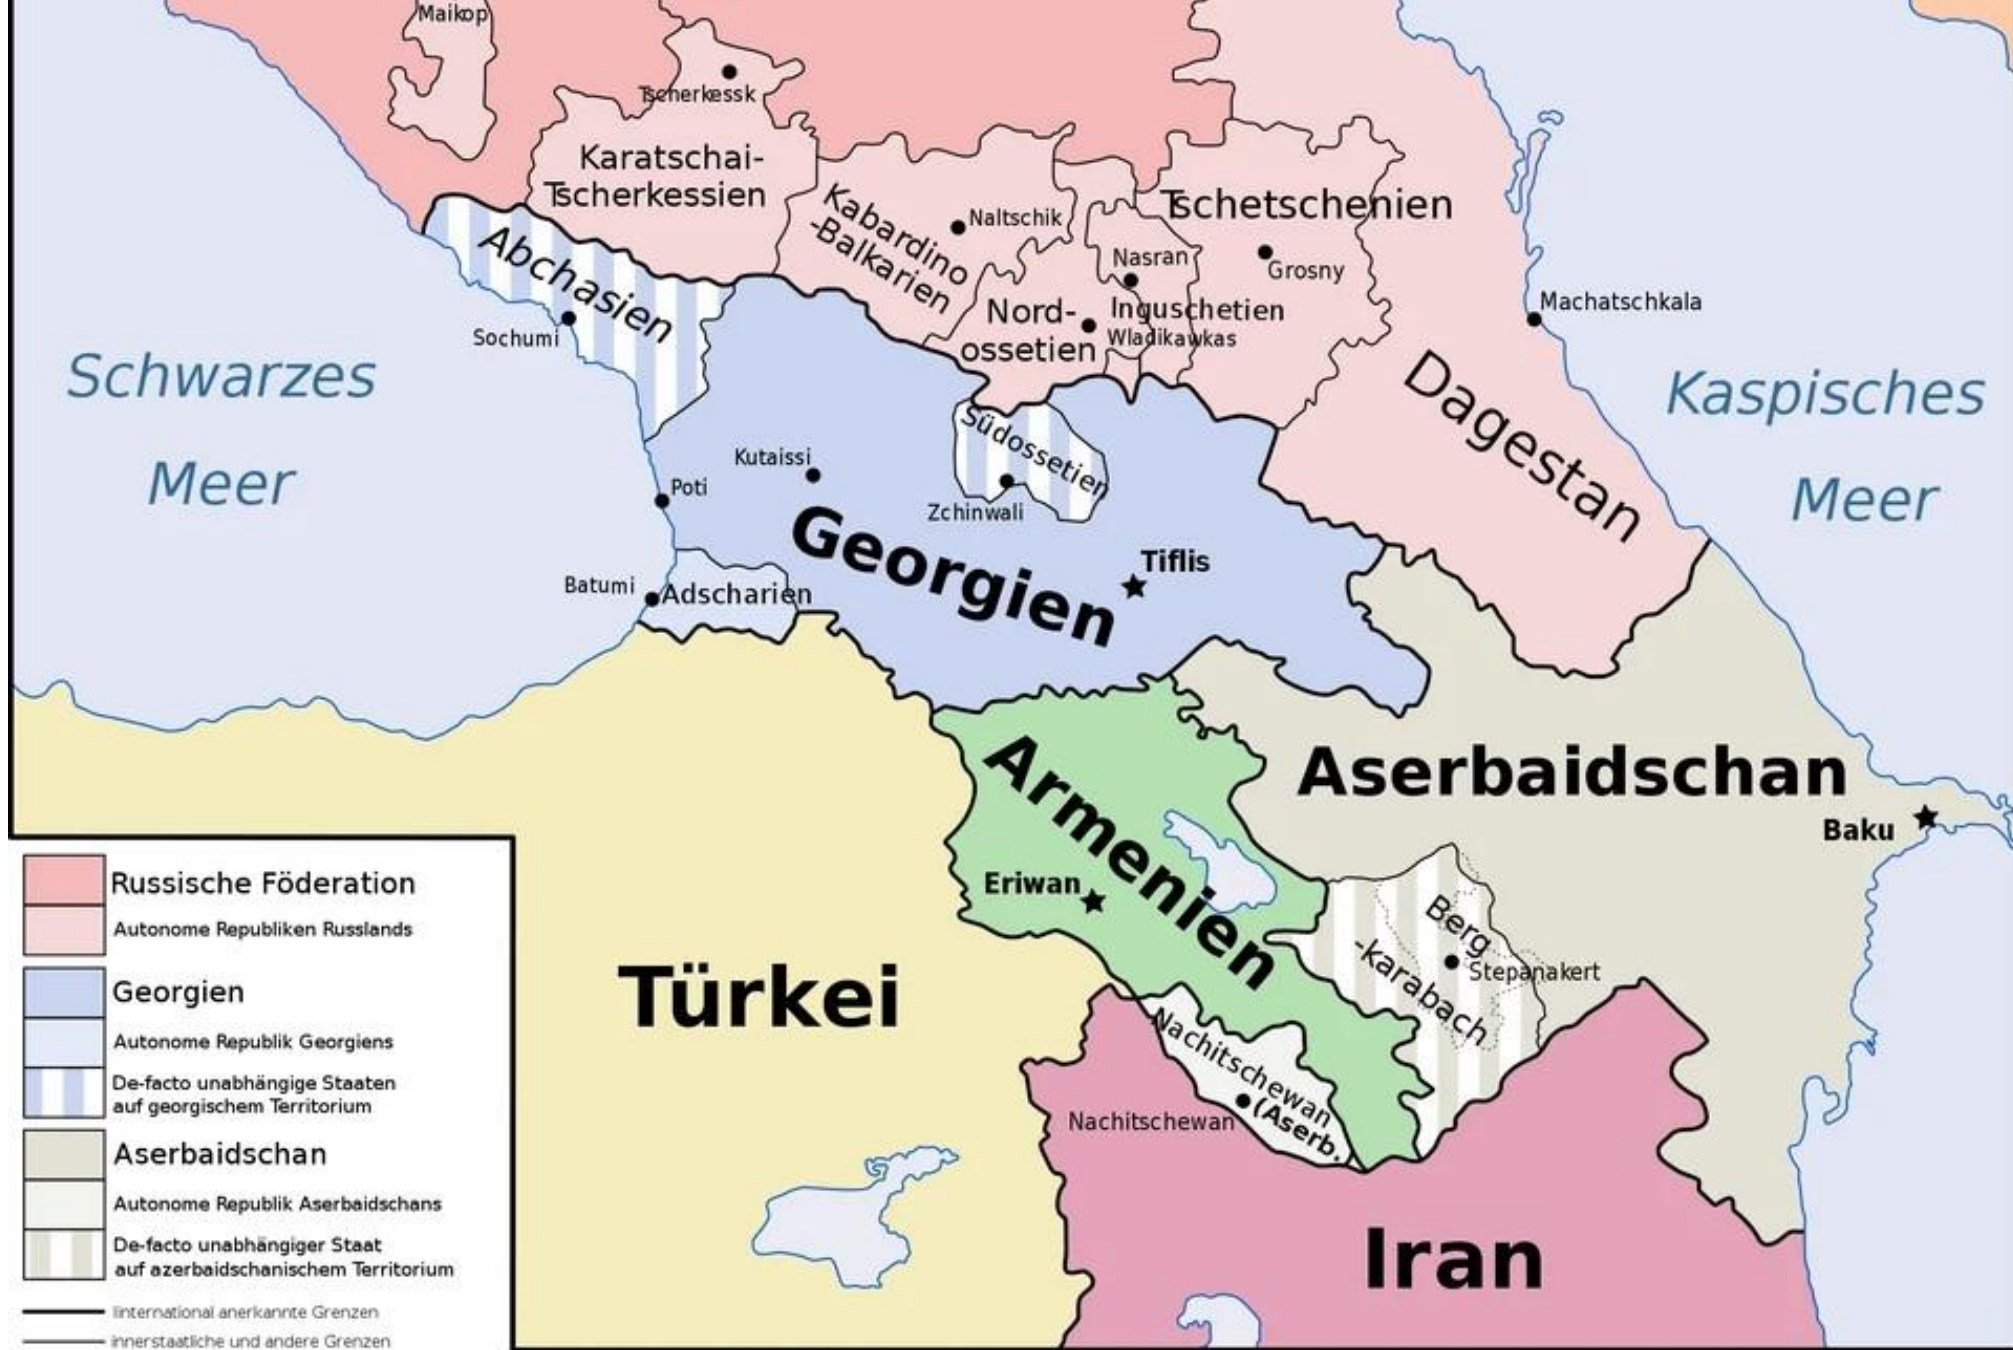 Maikop
Tscherkessk
Karatschai-
Tscherkessien
Kabardino
-Balkarien
Naltschik
Tschetschenien
Nasran
Grosny
Inguschetien
Nord-
ossetien
Wladikawkas
Machatschkala
Dagestan
Abchasien
Sochumi
Schwarzes
Meer
Kaspisches
Meer
Südossetien
Zchinwali
Kutaissi
Poti
Georgien
Tiflis
Batumi
Adscharien
Armenien
Eriwan
Aserbaidschan
Baku
Berg
-karabach
Stepanakert
Türkei
Nachitschewan
(Aserb.
Nachitschewan
Iran
Russische Föderation
Autonome Republiken Russlands
Georgien
Autonome Republik Georgiens
De-facto unabhängige Staaten
auf georgischem Territorium
Aserbaidschan
Autonome Republik Aserbaidschans
De-facto unabhängiger Staat
auf azerbaidschanischem Territorium
Iinternational anerkannte Grenzen
innerstaatliche und andere Grenzen